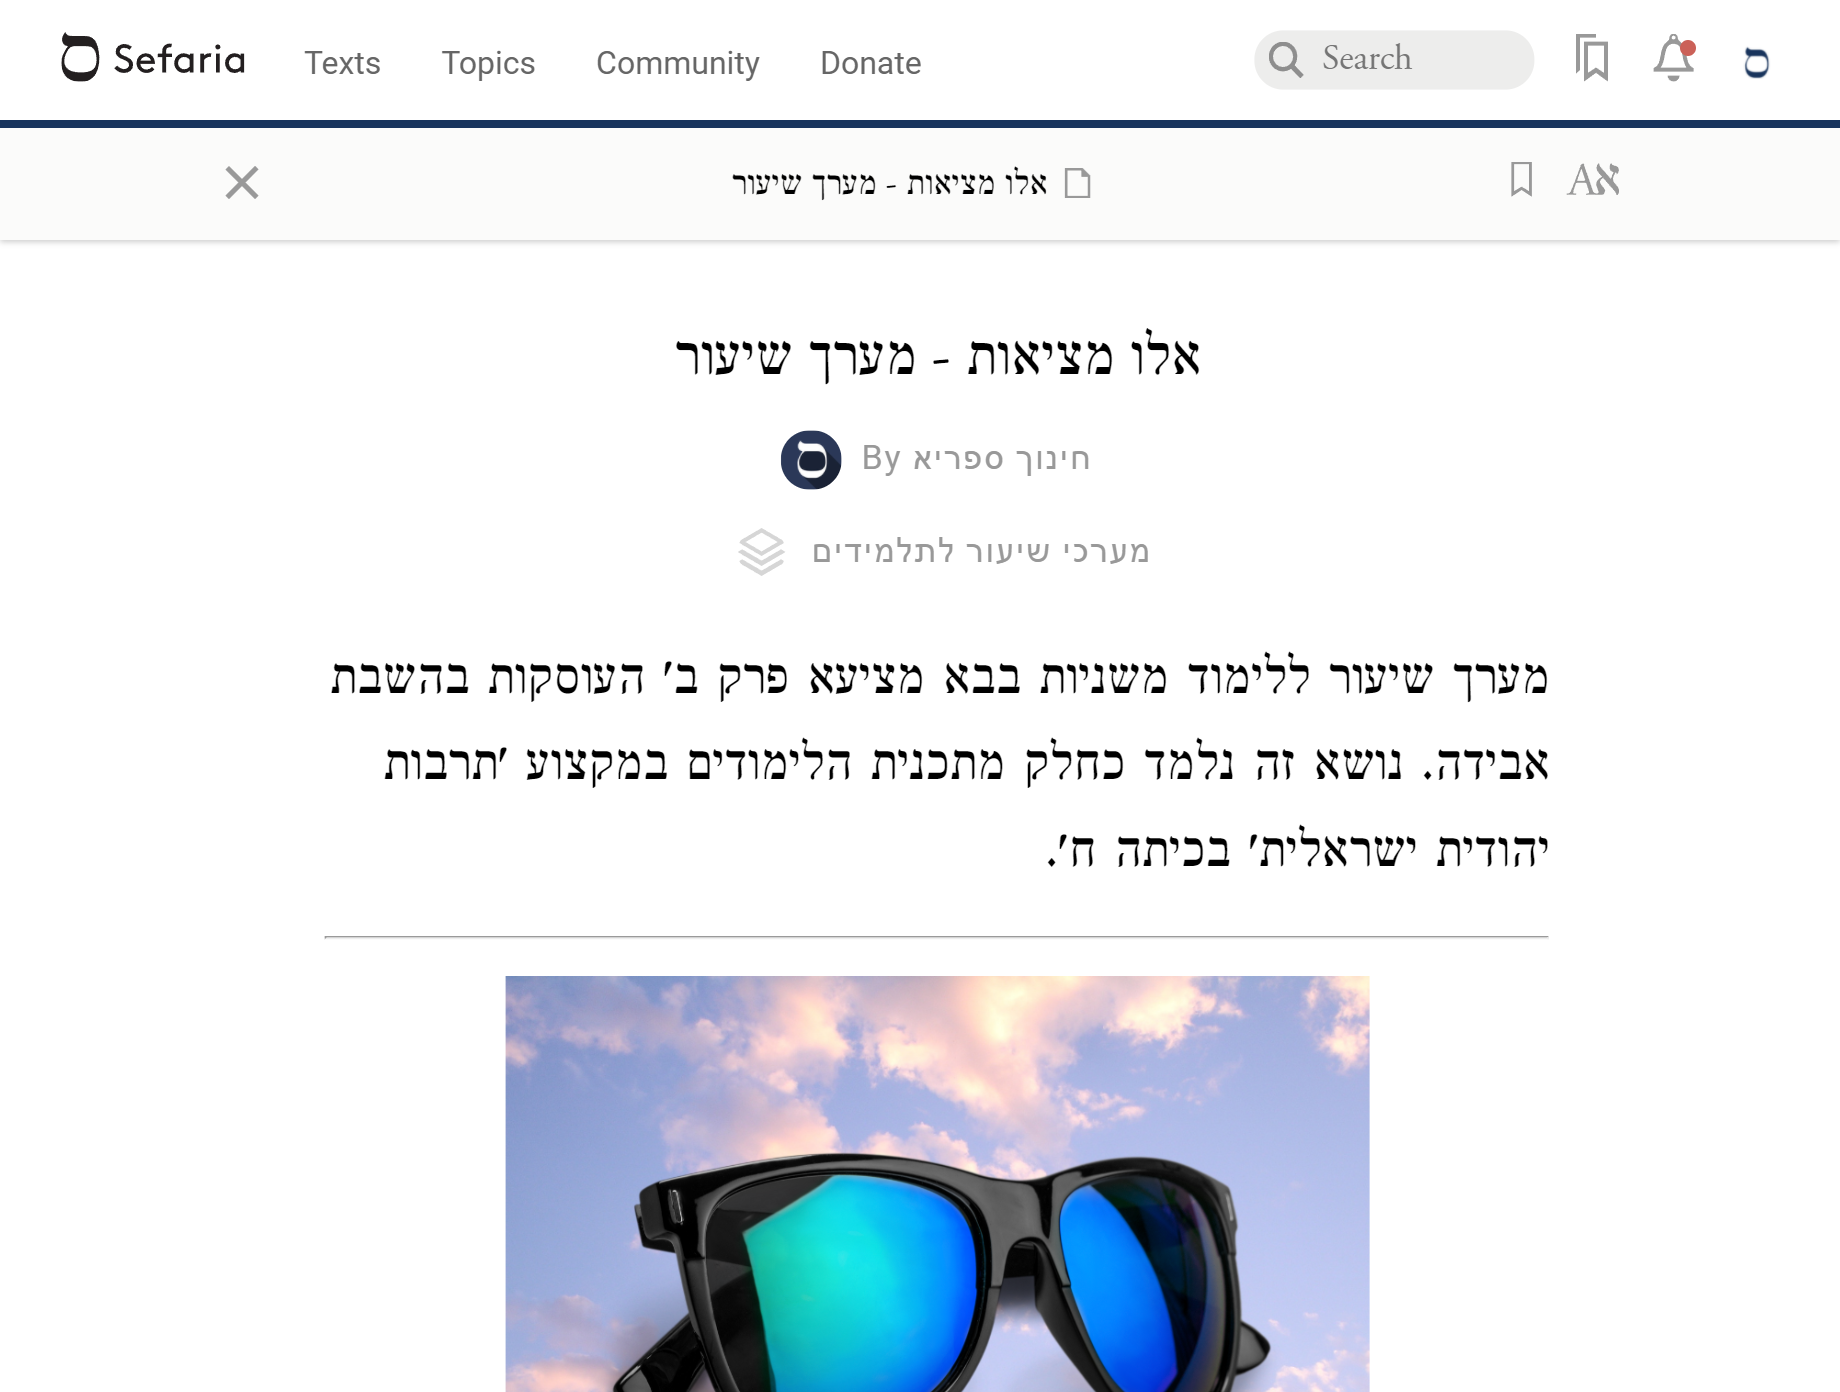 Sefaria Texts Topics Community Donate Search
אלו מציאות - מערך שיעור Aא
אלו מציאות - מערך שיעור
By חינוך ספריא
מערכי שיעור לתלמידים
מערך שיעור ללימוד משניות בבא מציעא פרק ב' העוסקות בהשבת
אבידה. נושא זה נלמד כחלק מתכנית הלימודים במקצוע 'תרבות
יהודית ישראלית' בכיתה ח'.